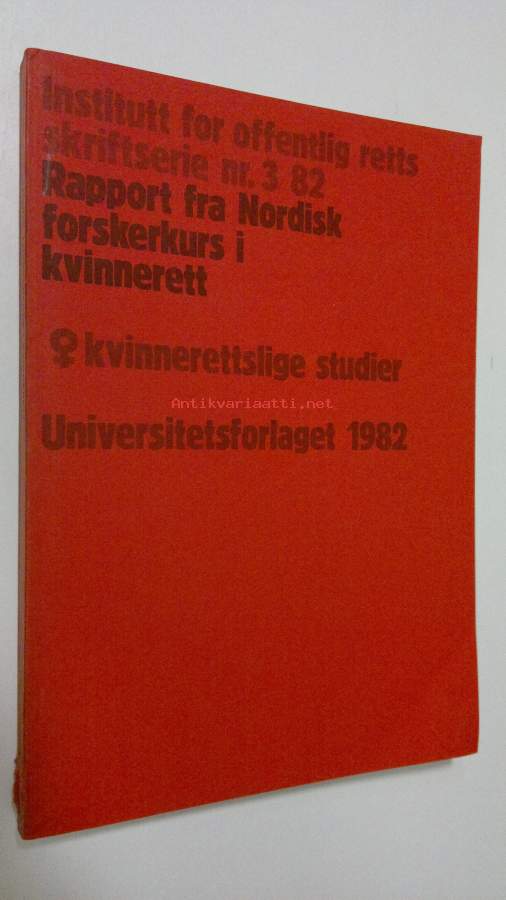 Institutt for offentlig retts
skriftserie nr. 3 82
Rapport fra Nordisk
forskerkurs i
kvinnerett
♀ kvinnerettslige studier
Antikvariaatti.net
Universitetsforlaget 1982